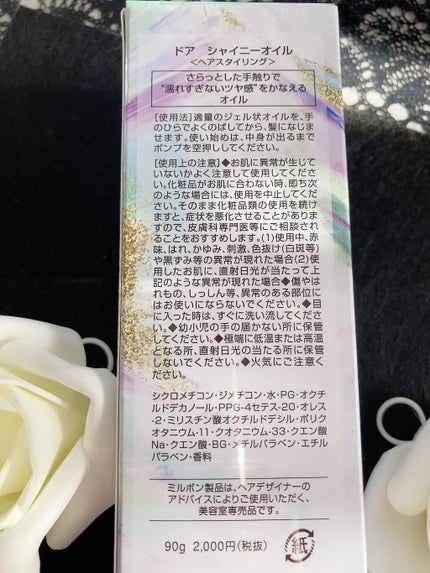 ドア　シャイニーオイル
<ヘアスタイリング>
さらっとした手触りで
“濡れすぎないツヤ感”をかなえる
オイル
[使用法]適量のジェル状オイルを、手
のひらでよくのばしてから、髪になじま
せます。使い始めは、中身が出るまで
ポンプを空押ししてください。
[使用上の注意]◆お肌に異常が生じて
いないかよく注意して使用してくださ
い。化粧品がお肌に合わない時、即ち次
のような場合には、使用を中止してくだ
さい。そのまま化粧品類の使用を続け
ますと、症状を悪化させることがありま
すので、皮膚科専門医等にご相談され
ることをおすすめします。(1)使用中、赤
味、はれ、かゆみ、刺激、色抜け(白斑等)
や黒ずみ等の異常が現れた場合(2)使
用したお肌に、直射日光が当たって上
記のような異常が現れた場合◆傷やは
れもの、しっしん等、異常のある部位に
はお使いにならないでください。◆目
に入った時は、すぐに洗い流してくださ
い。◆幼小児の手の届かない所に保管
してください。◆極端に低温または高温
となる所、直射日光の当たる所に保管
しないでください。◆火気にご注意く
ださい。
シクロメチコン・ジメチコン・水・PG・オクチ
ルドデカノール・PPG-4セテス-20・オレス
-2・ミリスチン酸オクチルドデシル・ポリク
オタニウム-11・クオタニウム-33・クエン酸
Na・クエン酸・BG・メチルパラベン・エチル
パラベン・香料
ミルボン製品は、ヘアデザイナーの
アドバイスによりご使用いただく、
美容室専売品です。
90g 2,000円(税抜)
紙